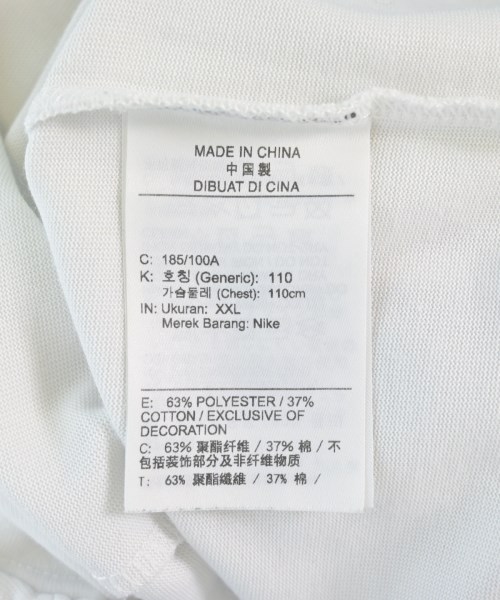 MADE IN CHINA
中国製
DIBUAT DI CINA
C: 185/100A
K: 호칭 (Generic): 110
가슴둘레 (Chest): 110cm
IN: Ukuran: XXL
Merek Barang: Nike
E: 63% POLYESTER / 37%
COTTON / EXCLUSIVE OF
DECORATION
C: 63% 聚酯纤维 / 37% 棉 / 不
包括装饰部分及非纤维物质
T: 63% 聚酯纖維 / 37% 棉 /